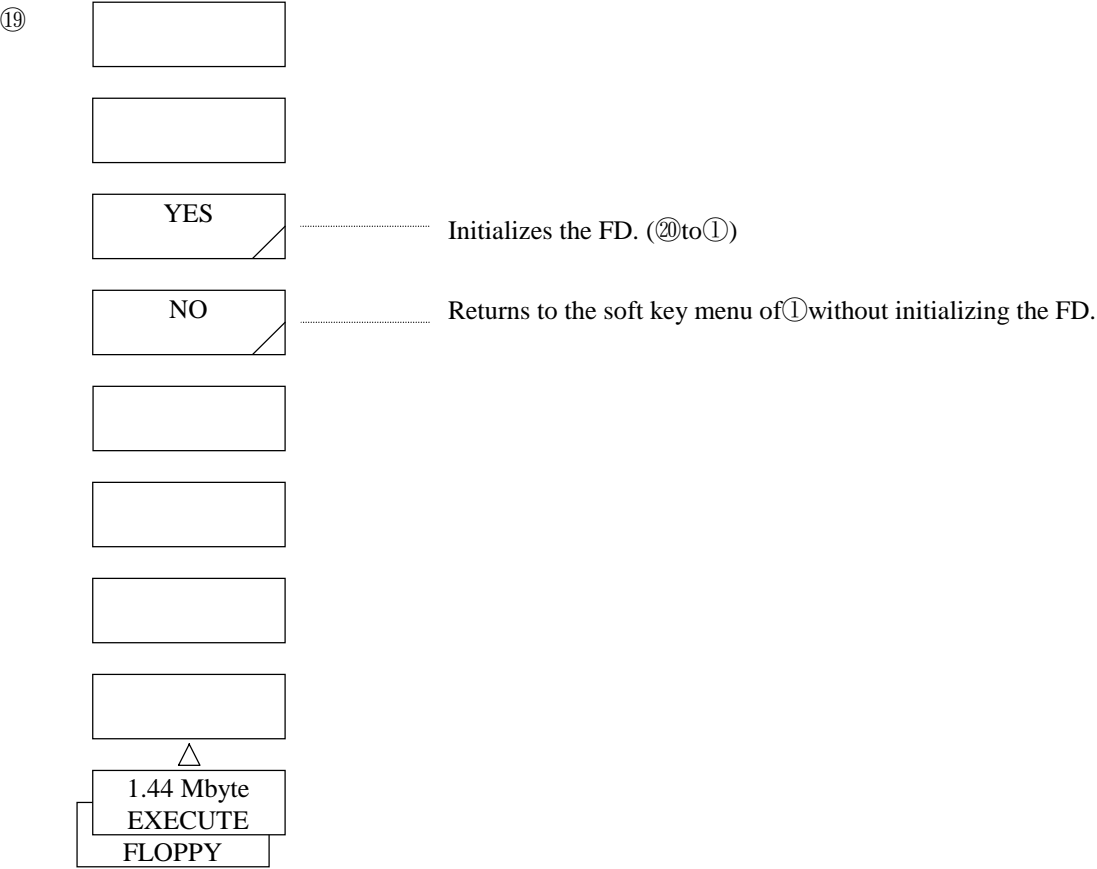 ⑲
YES
Initializes the FD. (⑳to①)
NO
Returns to the soft key menu of①without initializing the FD.
1.44 Mbyte
EXECUTE
FLOPPY